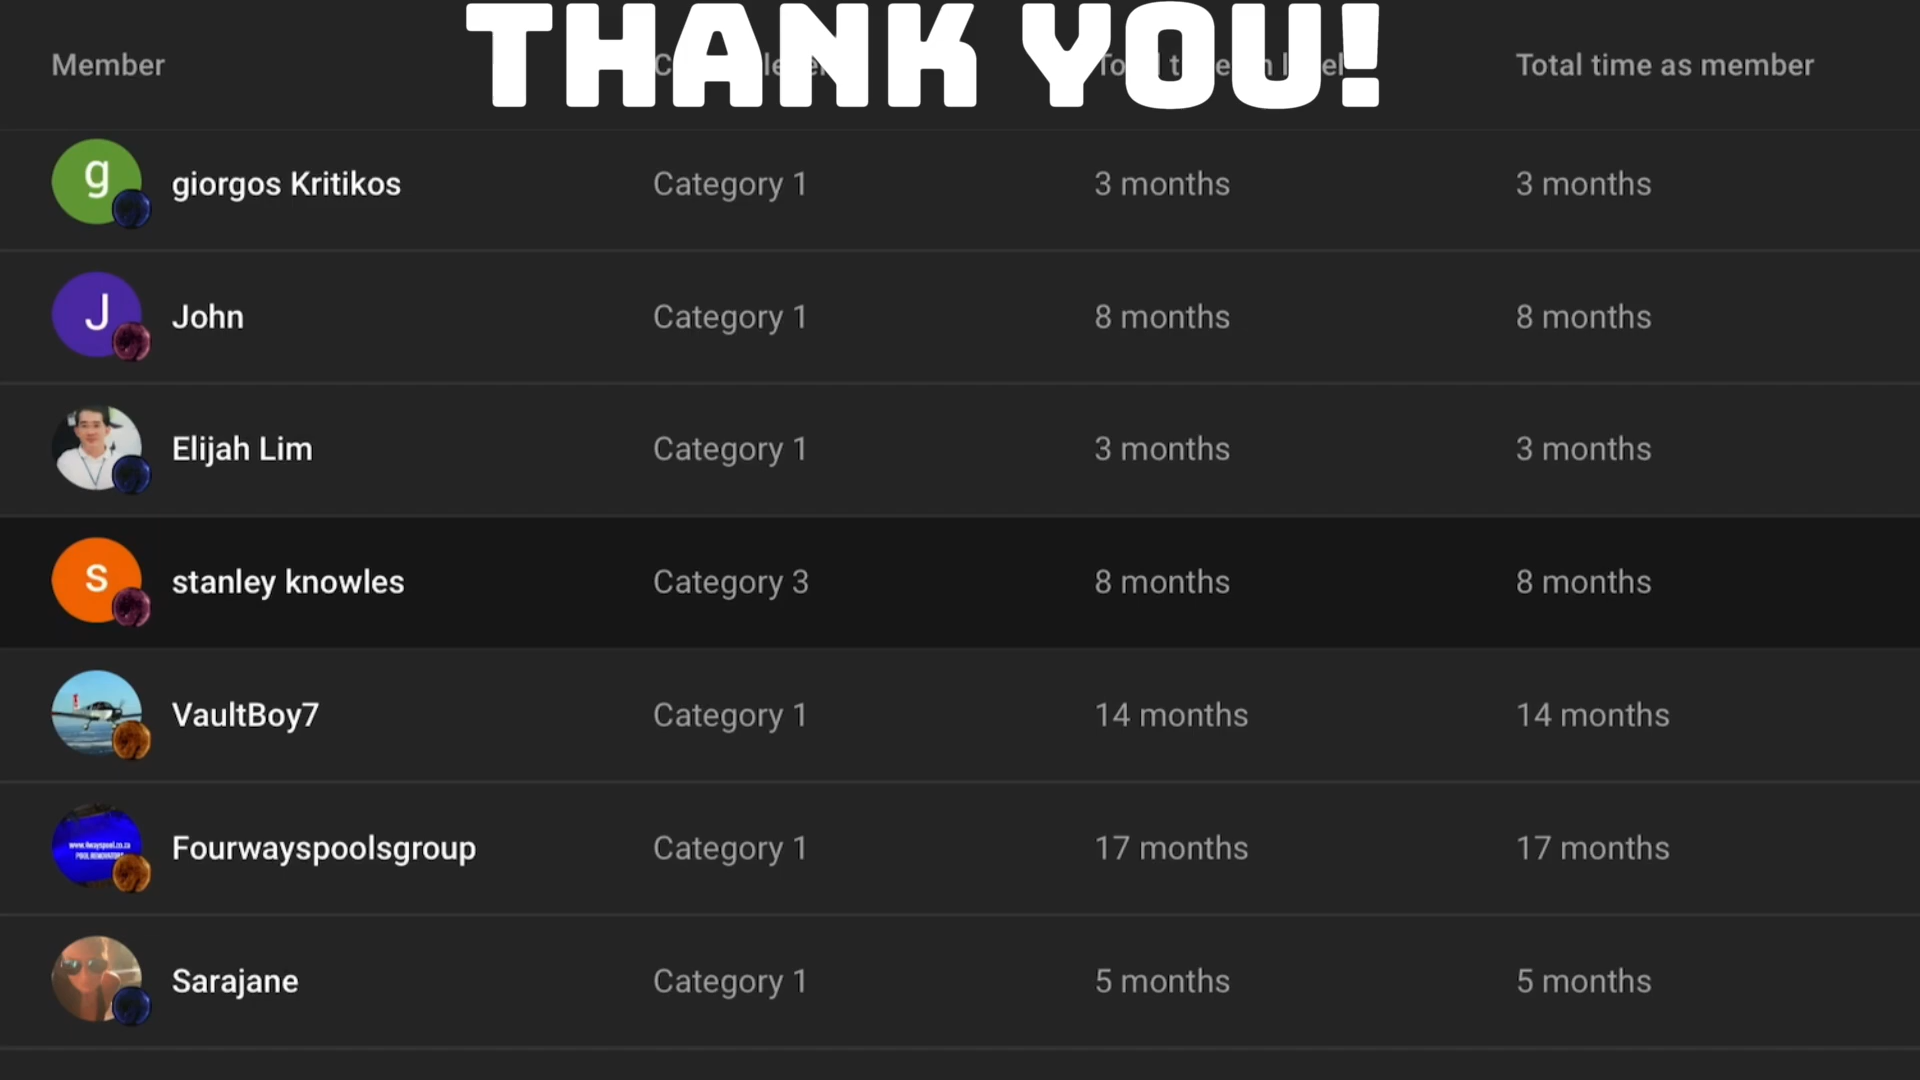 THANK YOU!
Member Total time as member
g giorgos Kritikos Category 1 3 months 3 months
J John Category 1 8 months 8 months
Elijah Lim Category 1 3 months 3 months
s stanley knowles Category 3 8 months 8 months
VaultBoy7 Category 1 14 months 14 months
Fourwayspoolsgroup Category 1 17 months 17 months
Sarajane Category 1 5 months 5 months